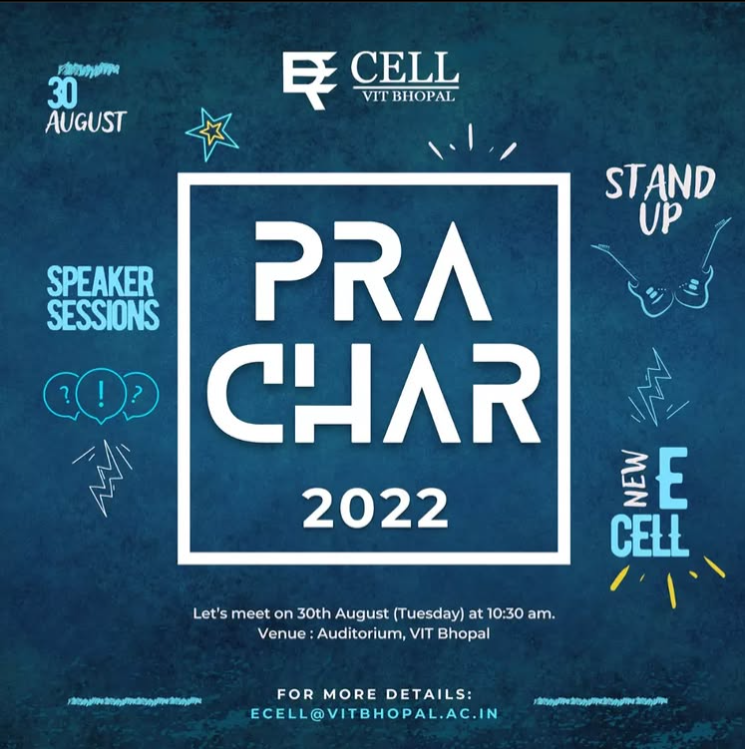 30
AUGUST
E CELL
VIT BHOPAL
STAND
UP
SPEAKER
SESSIONS
? ! ?
PRA
CHAR
2022
NEW E
CELL
Let's meet on 30th August (Tuesday) at 10:30 am.
Venue : Auditorium, VIT Bhopal
FOR MORE DETAILS:
ECELL@VITBHOPAL.AC.IN